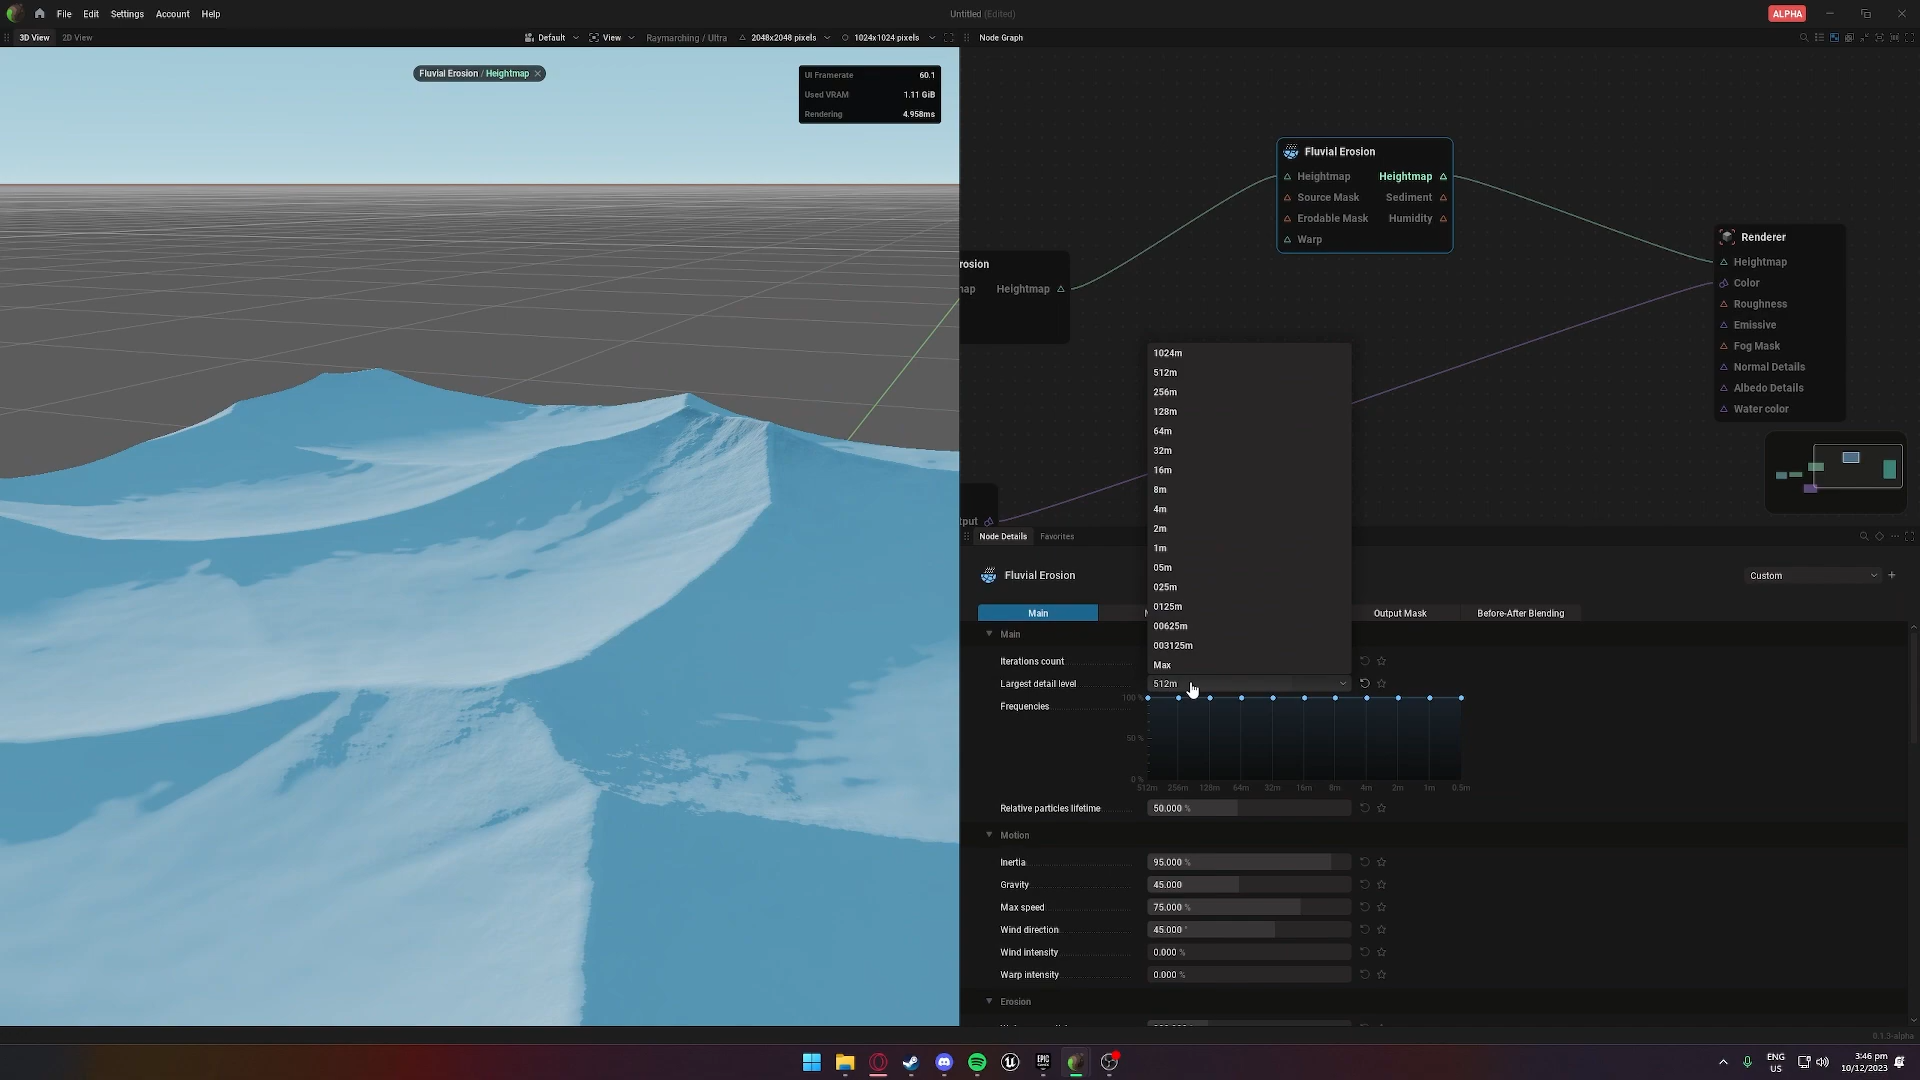 File Edit Settings Account Help
Untitled (Edited)
ALPHA
3D View 2D View
Default View Raymarching / Ultra 2048x2048 pixels 1024x1024 pixels
Node Graph
Fluvial Erosion / Heightmap
UI Framerate 60.1
Used VRAM 1.11 GiB
Rendering 4.958ms
Fluvial Erosion
Heightmap Heightmap
Source Mask Sediment
Erodable Mask Humidity
Warp
rosion
nap Heightmap
tput
Renderer
Heightmap
Color
Roughness
Emissive
Fog Mask
Normal Details
Albedo Details
Water color
1024m
512m
256m
128m
64m
32m
16m
8m
4m
2m
1m
05m
025m
0125m
00625m
003125m
Max
Node Details Favorites
Fluvial Erosion
Custom
Main
Output Mask
Before-After Blending
Main
Iterations count
Largest detail level 512m
Frequencies
100 %
50 %
0 %
512m 256m 128m 64m 32m 16m 8m 4m 2m 1m 0.5m
Relative particles lifetime 50.000 %
Motion
Inertia 95.000 %
Gravity 45.000
Max speed 75.000 %
Wind direction 45.000 °
Wind intensity 0.000 %
Warp intensity 0.000 %
Erosion
0.1.3-alpha
EPIC
ENG
US
3:46 pm
10/12/2023